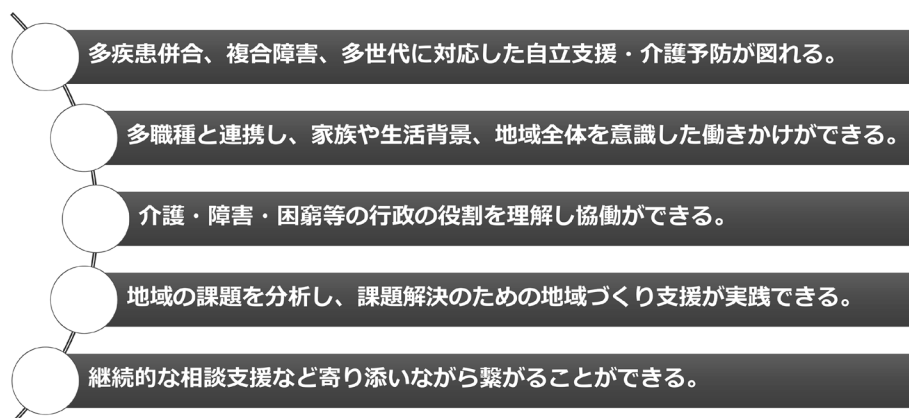 多疾患併合、複合障害、多世代に対応した自立支援・介護予防が図れる。
多職種と連携し、家族や生活背景、地域全体を意識した働きかけができる。
介護・障害・困窮等の行政の役割を理解し協働ができる。
地域の課題を分析し、課題解決のための地域づくり支援が実践できる。
継続的な相談支援など寄り添いながら繋がることができる。